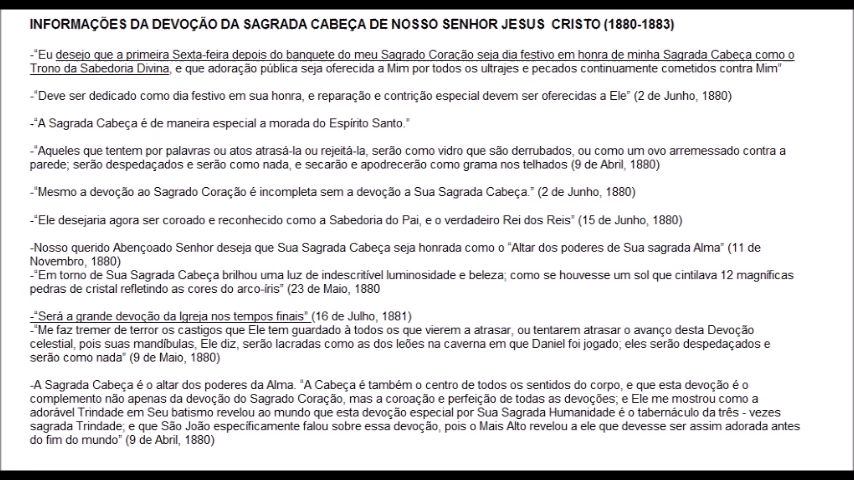 INFORMAÇÕES DA DEVOÇÃO DA SAGRADA CABEÇA DE NOSSO SENHOR JESUS CRISTO (1880-1883)
-“Eu desejo que a primeira Sexta-feira depois do banquete do meu Sagrado Coração seja dia festivo em honra de minha Sagrada Cabeça como o
Trono da Sabedoria Divina, e que adoração pública seja oferecida a Mim por todos os ultrajes e pecados continuamente cometidos contra Mim”
-“Deve ser dedicado como dia festivo em sua honra, e reparação e contrição especial devem ser oferecidas a Ele” (2 de Junho, 1880)
-“A Sagrada Cabeça é de maneira especial a morada do Espírito Santo.”
-“Aqueles que tentem por palavras ou atos atrasá-la ou rejeitá-la, serão como vidro que são derrubados, ou como um ovo arremessado contra a
parede; serão despedaçados e serão como nada, e secarão e apodrecerão como grama nos telhados (9 de Abril, 1880)
-“Mesmo a devoção ao Sagrado Coração é incompleta sem a devoção a Sua Sagrada Cabeça.” (2 de Junho, 1880)
-“Ele desejaria agora ser coroado e reconhecido como a Sabedoria do Pai, e o verdadeiro Rei dos Reis” (15 de Junho, 1880)
-Nosso querido Abençoado Senhor deseja que Sua Sagrada Cabeça seja honrada como o “Altar dos poderes de Sua sagrada Alma” (11 de
Novembro, 1880)
-“Em torno de Sua Sagrada Cabeça brilhou uma luz de indescritível luminosidade e beleza; como se houvesse um sol que cintilava 12 magníficas
pedras de cristal refletindo as cores do arco-íris” (23 de Maio, 1880
-“Será a grande devoção da Igreja nos tempos finais” (16 de Julho, 1881)
-“Me faz tremer de terror os castigos que Ele tem guardado à todos os que vierem a atrasar, ou tentarem atrasar o avanço desta Devoção
celestial, pois suas mandíbulas, Ele diz, serão lacradas como as dos leões na caverna em que Daniel foi jogado; eles serão despedaçados e
serão como nada” (9 de Maio, 1880)
-A Sagrada Cabeça é o altar dos poderes da Alma. “A Cabeça é também o centro de todos os sentidos do corpo, e que esta devoção é o
complemento não apenas da devoção do Sagrado Coração, mas a coroação e perfeição de todas as devoções; e Ele me mostrou como a
adorável Trindade em Seu batismo revelou ao mundo que esta devoção especial por Sua Sagrada Humanidade é o tabernáculo da três - vezes
sagrada Trindade; e que São João especificamente falou sobre essa devoção, pois o Mais Alto revelou a ele que devesse ser assim adorada antes
do fim do mundo” (9 de Abril, 1880)